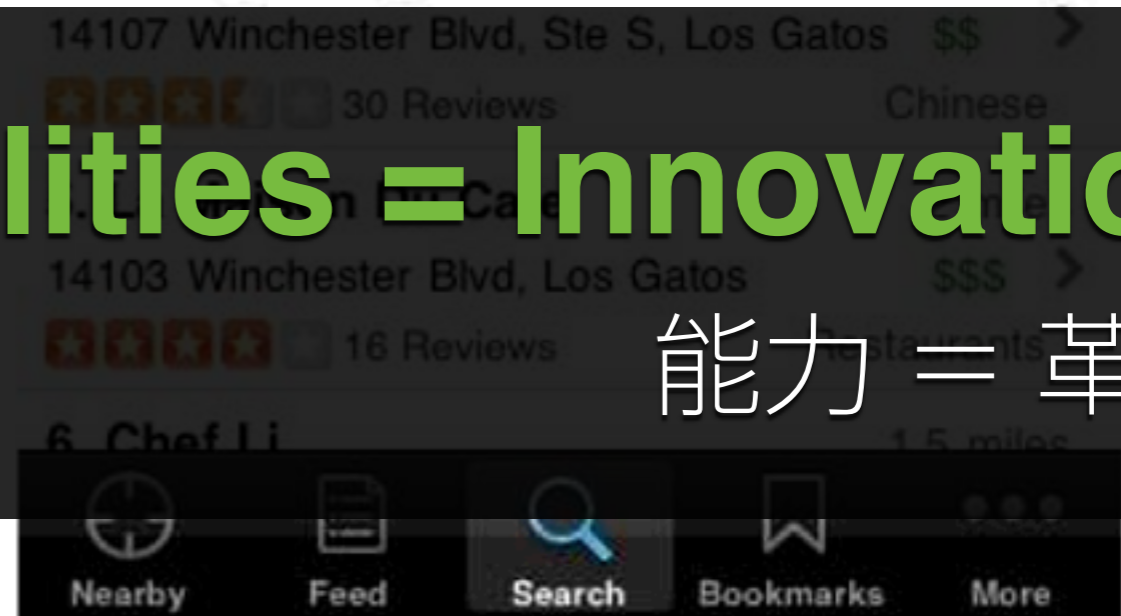 14107 Winchester Blvd, Ste S, Los Gatos $$
30 Reviews Chinese
lities = Innovatio
14103 Winchester Blvd, Los Gatos $$$
16 Reviews Restaurants
能力 = 革
6. Chef Li 1.5 miles
Nearby Feed Search Bookmarks More